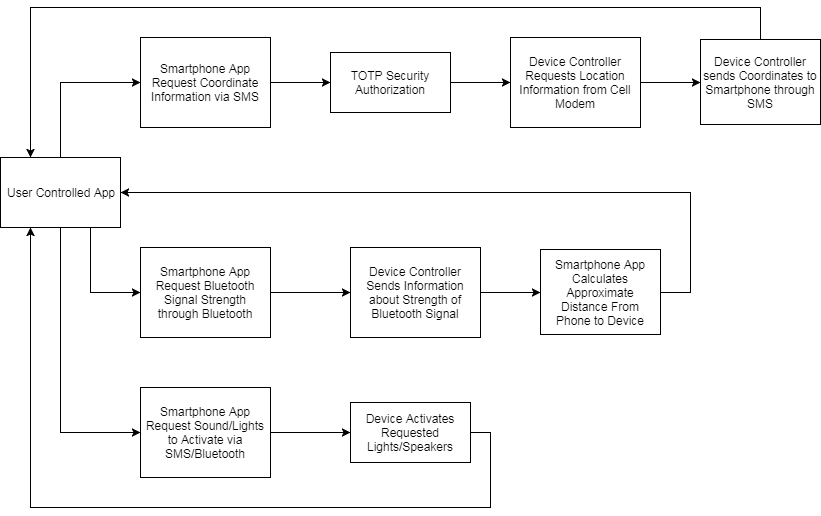 Smartphone App
Request Coordinate
Information via SMS
TOTP Security
Authorization
Device Controller
Requests Location
Information from Cell
Modem
Device Controller
sends Coordinates to
Smartphone through
SMS
User Controlled App
Smartphone App
Request Bluetooth
Signal Strength
through Bluetooth
Device Controller
Sends Information
about Strength of
Bluetooth Signal
Smartphone App
Calculates
Approximate
Distance From
Phone to Device
Smartphone App
Request Sound/Lights
to Activate via
SMS/Bluetooth
Device Activates
Requested
Lights/Speakers